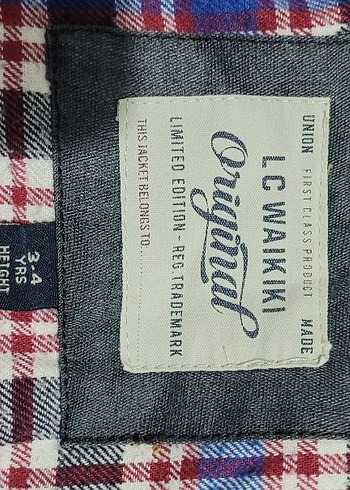 UNION FIRST CLASS PRODUCT MADE
LC WAIKIKI
Original
LIMITED EDITION ~ REG. TRADEMARK
THIS JACKET BELONGS TO:
3-4
YRS
HEIGHT